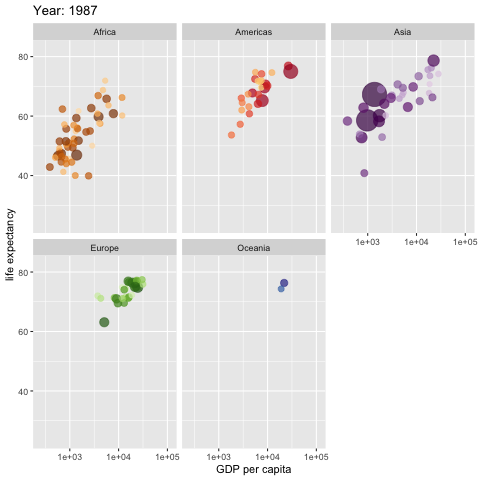 Year: 1987
Africa
Americas
Asia
80
60
40
life expectancy
1e+03 1e+04 1e+05
Europe
Oceania
80
60
40
1e+03 1e+04 1e+05
1e+03 1e+04 1e+05
GDP per capita